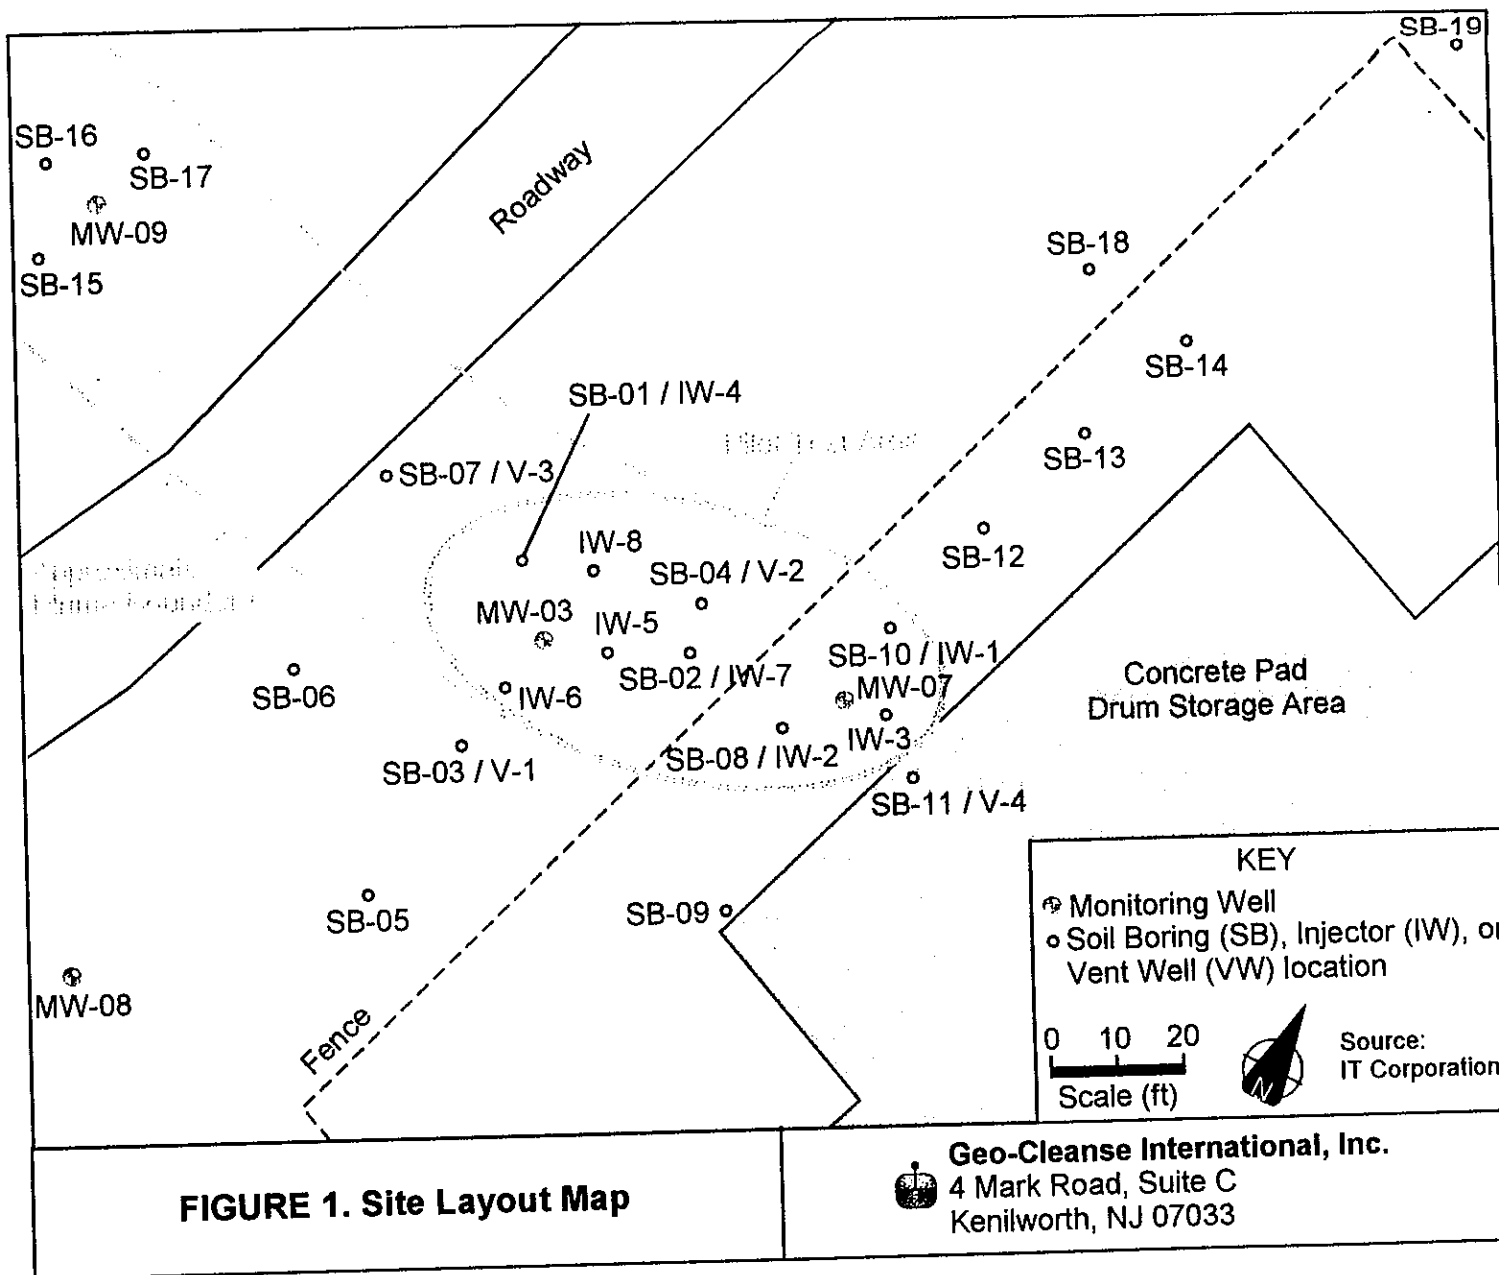 SB-19
SB-16
SB-17
MW-09
SB-15
Roadway
SB-18
SB-14
SB-01 / IW-4
Pilot Test Area
SB-13
SB-07 / V-3
SB-12
IW-8
SB-04 / V-2
MW-03
IW-5
SB-10 / IW-1
SB-02 / IW-7
MW-07
SB-06
IW-6
IW-3
Concrete Pad
Drum Storage Area
SB-08 / IW-2
SB-03 / V-1
SB-11 / V-4
SB-05
SB-09
MW-08
Fence
KEY
Monitoring Well
Soil Boring (SB), Injector (IW), or
Vent Well (VW) location
0 10 20
Scale (ft)
N
Source:
IT Corporation
FIGURE 1. Site Layout Map
Geo-Cleanse International, Inc.
4 Mark Road, Suite C
Kenilworth, NJ 07033